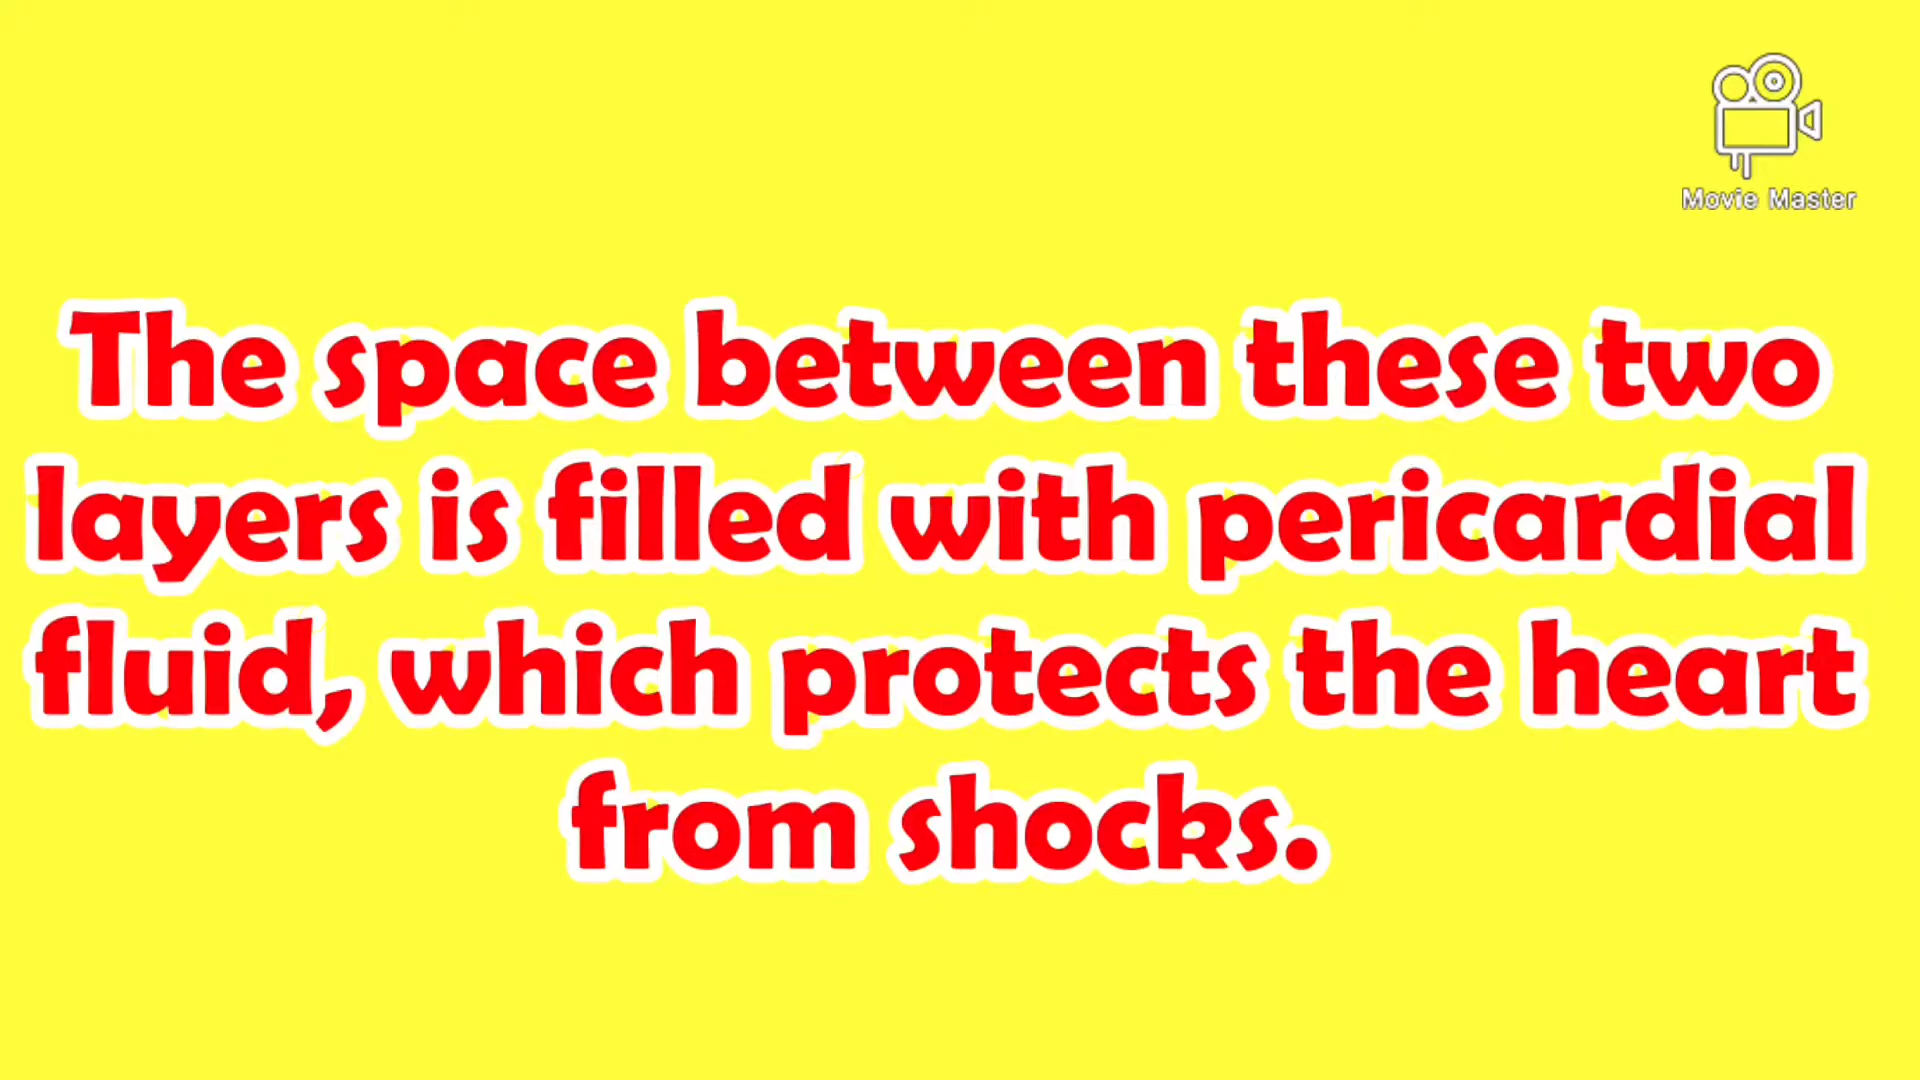 Movie Master
The space between these two
layers is filled with pericardial
fluid, which protects the heart
from shocks.